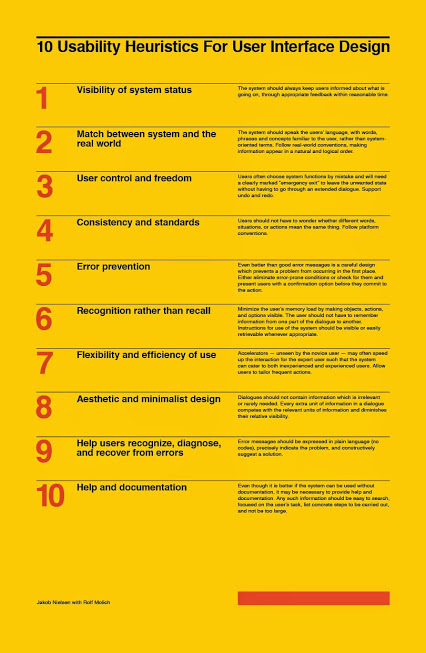 10 Usability Heuristics For User Interface Design
1
Visibility of system status
The system should always keep users informed about what is
going on, through appropriate feedback within reasonable time.
2
Match between system and the
real world
The system should speak the users' language, with words,
phrases and concepts familiar to the user, rather than system-
oriented terms. Follow real-world conventions, making
information appear in a natural and logical order.
3
User control and freedom
Users often choose system functions by mistake and will need
a clearly marked "emergency exit" to leave the unwanted state
without having to go through an extended dialogue. Support
undo and redo.
4
Consistency and standards
Users should not have to wonder whether different words,
situations, or actions mean the same thing. Follow platform
conventions.
5
Error prevention
Even better than good error messages is a careful design
which prevents a problem from occurring in the first place.
Either eliminate error-prone conditions or check for them and
present users with a confirmation option before they commit to
the action.
6
Recognition rather than recall
Minimize the user's memory load by making objects, actions,
and options visible. The user should not have to remember
information from one part of the dialogue to another.
Instructions for use of the system should be visible or easily
retrievable whenever appropriate.
7
Flexibility and efficiency of use
Accelerators — unseen by the novice user — may often speed
up the interaction for the expert user such that the system
can cater to both inexperienced and experienced users. Allow
users to tailor frequent actions.
8
Aesthetic and minimalist design
Dialogues should not contain information which is irrelevant
or rarely needed. Every extra unit of information in a dialogue
competes with the relevant units of information and diminishes
their relative visibility.
9
Help users recognize, diagnose,
and recover from errors
Error messages should be expressed in plain language (no
codes), precisely indicate the problem, and constructively
suggest a solution.
10
Help and documentation
Even though it is better if the system can be used without
documentation, it may be necessary to provide help and
documentation. Any such information should be easy to search,
focused on the user's task, list concrete steps to be carried out,
and not be too large.
Jakob Nielsen with Rolf Molich